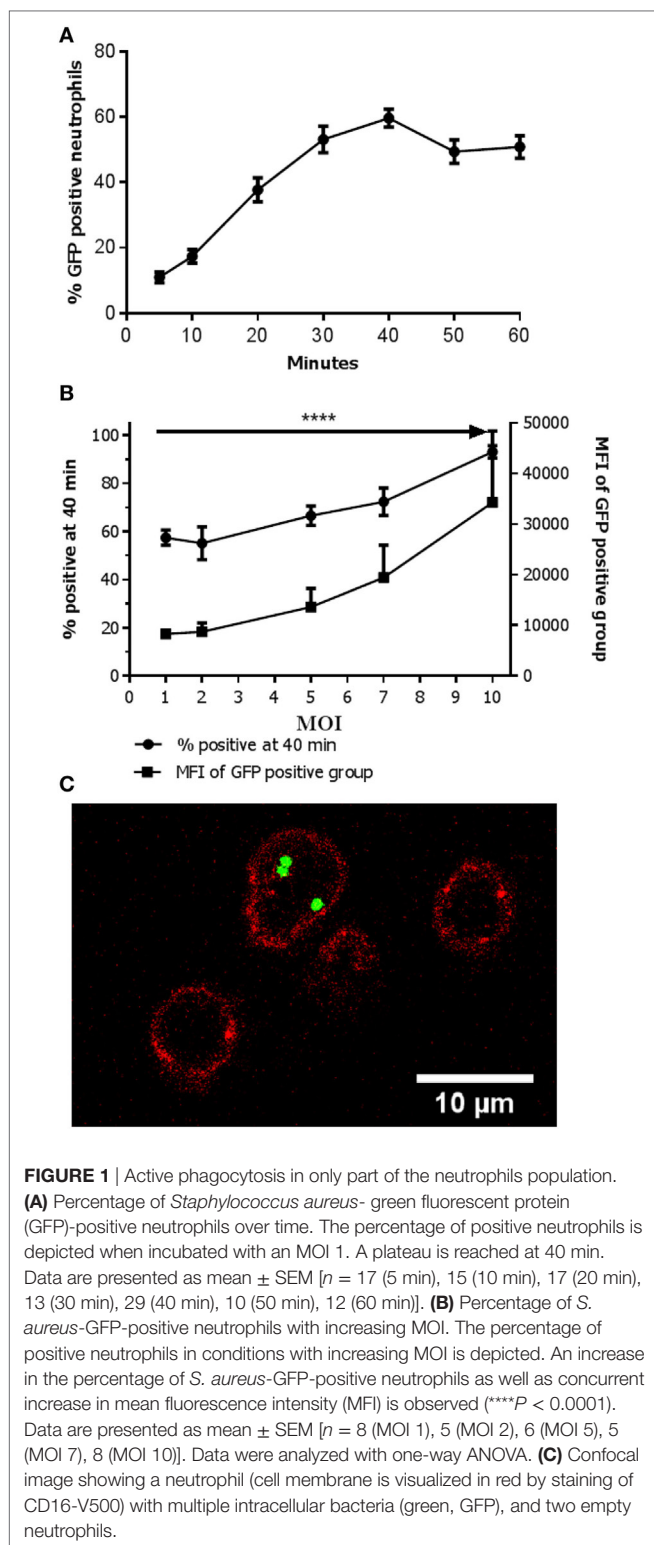 A
80
60
40
20
0
% GFP positive neutrophils
0 10 20 30 40 50 60
Minutes
B
****
100
80
60
40
20
0
% positive at 40 min
50000
40000
30000
20000
10000
0
MFI of GFP positive group
0 1 2 3 4 5 6 7 8 9 10
MOI
% positive at 40 min
MFI of GFP positive group
C
10 µm
FIGURE 1 | Active phagocytosis in only part of the neutrophils population.
(A) Percentage of Staphylococcus aureus- green fluorescent protein
(GFP)-positive neutrophils over time. The percentage of positive neutrophils is
depicted when incubated with an MOI 1. A plateau is reached at 40 min.
Data are presented as mean ± SEM [n = 17 (5 min), 15 (10 min), 17 (20 min),
13 (30 min), 29 (40 min), 10 (50 min), 12 (60 min)]. (B) Percentage of S.
aureus-GFP-positive neutrophils with increasing MOI. The percentage of
positive neutrophils in conditions with increasing MOI is depicted. An increase
in the percentage of S. aureus-GFP-positive neutrophils as well as concurrent
increase in mean fluorescence intensity (MFI) is observed (****P < 0.0001).
Data are presented as mean ± SEM [n = 8 (MOI 1), 5 (MOI 2), 6 (MOI 5), 5
(MOI 7), 8 (MOI 10)]. Data were analyzed with one-way ANOVA. (C) Confocal
image showing a neutrophil (cell membrane is visualized in red by staining of
CD16-V500) with multiple intracellular bacteria (green, GFP), and two empty
neutrophils.